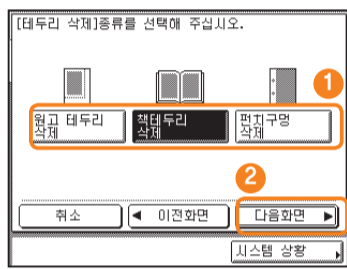 [테두리 삭제]종류를 선택해 주십시오.
1
원고 테두리 삭제
책테두리 삭제
펀치구멍 삭제
2
취소
◀ 이전화면
다음화면 ▶
시스템 상황